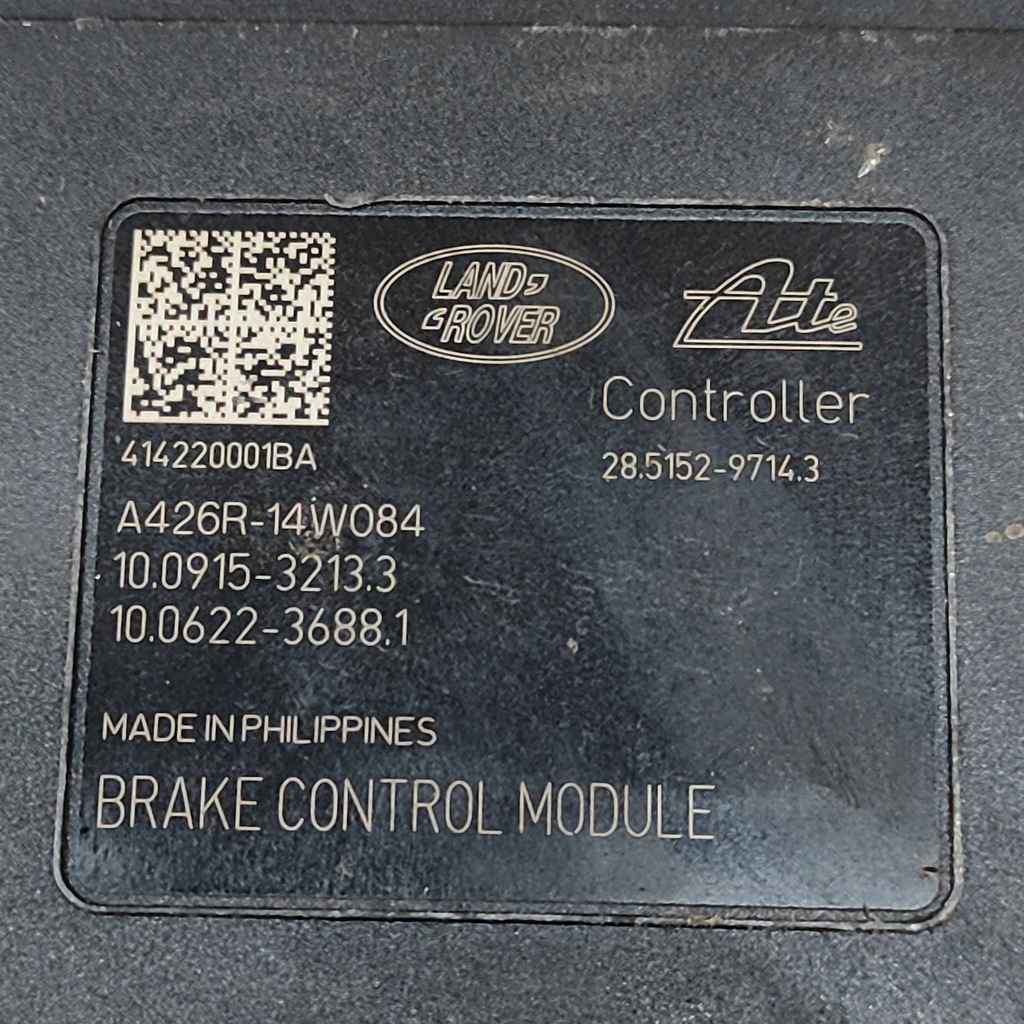 LAND
ROVER
Ate
Controller
414220001BA
28.5152-9714.3
A426R-14W084
10.0915-3213.3
10.0622-3688.1
MADE IN PHILIPPINES
BRAKE CONTROL MODULE